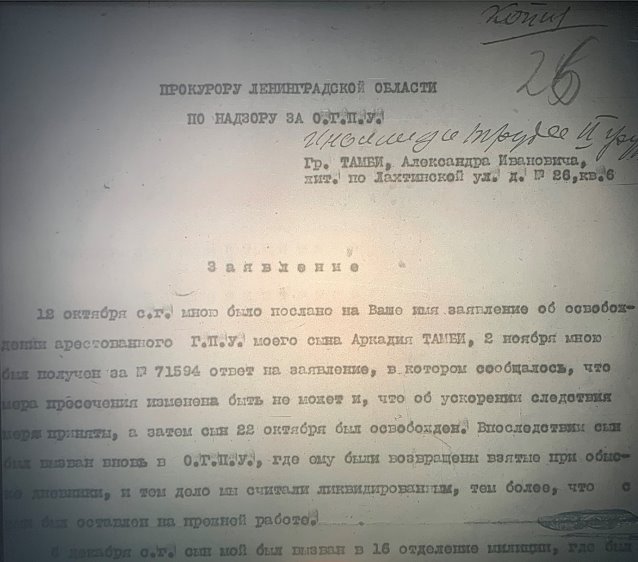 Копия
26
ПРОКУРОРУ ЛЕНИНГРАДСКОЙ ОБЛАСТИ
ПО НАДЗОРУ ЗА О.Г.П.У.
Гр. ТАМБИ, Александра Ивановича,
жит. по Лахтинской ул. д. № 26,кв.6
Заявление
12 октября с.г. мною было послано на Ваше имя заявление об освобож-
дении арестованного Г.П.У. моего сына Аркадия ТАМБИ, 2 ноября мною
был получен за № 71594 ответ на заявление, в котором сообщалось, что
мера пресечения изменена быть не может и, что об ускорении следствия
меры приняты, а затем сын 22 октября был освобожден. Впоследствии сын
был вызван вновь в О.Г.П.У., где ему были возвращены взятые при обыс-
ке дневники, и тем дело мы считали ликвидированным, тем более, что с
был оставлен на прежней работе.
декабря с.г. сын мой был вызван в 16 отделение милиции, где был